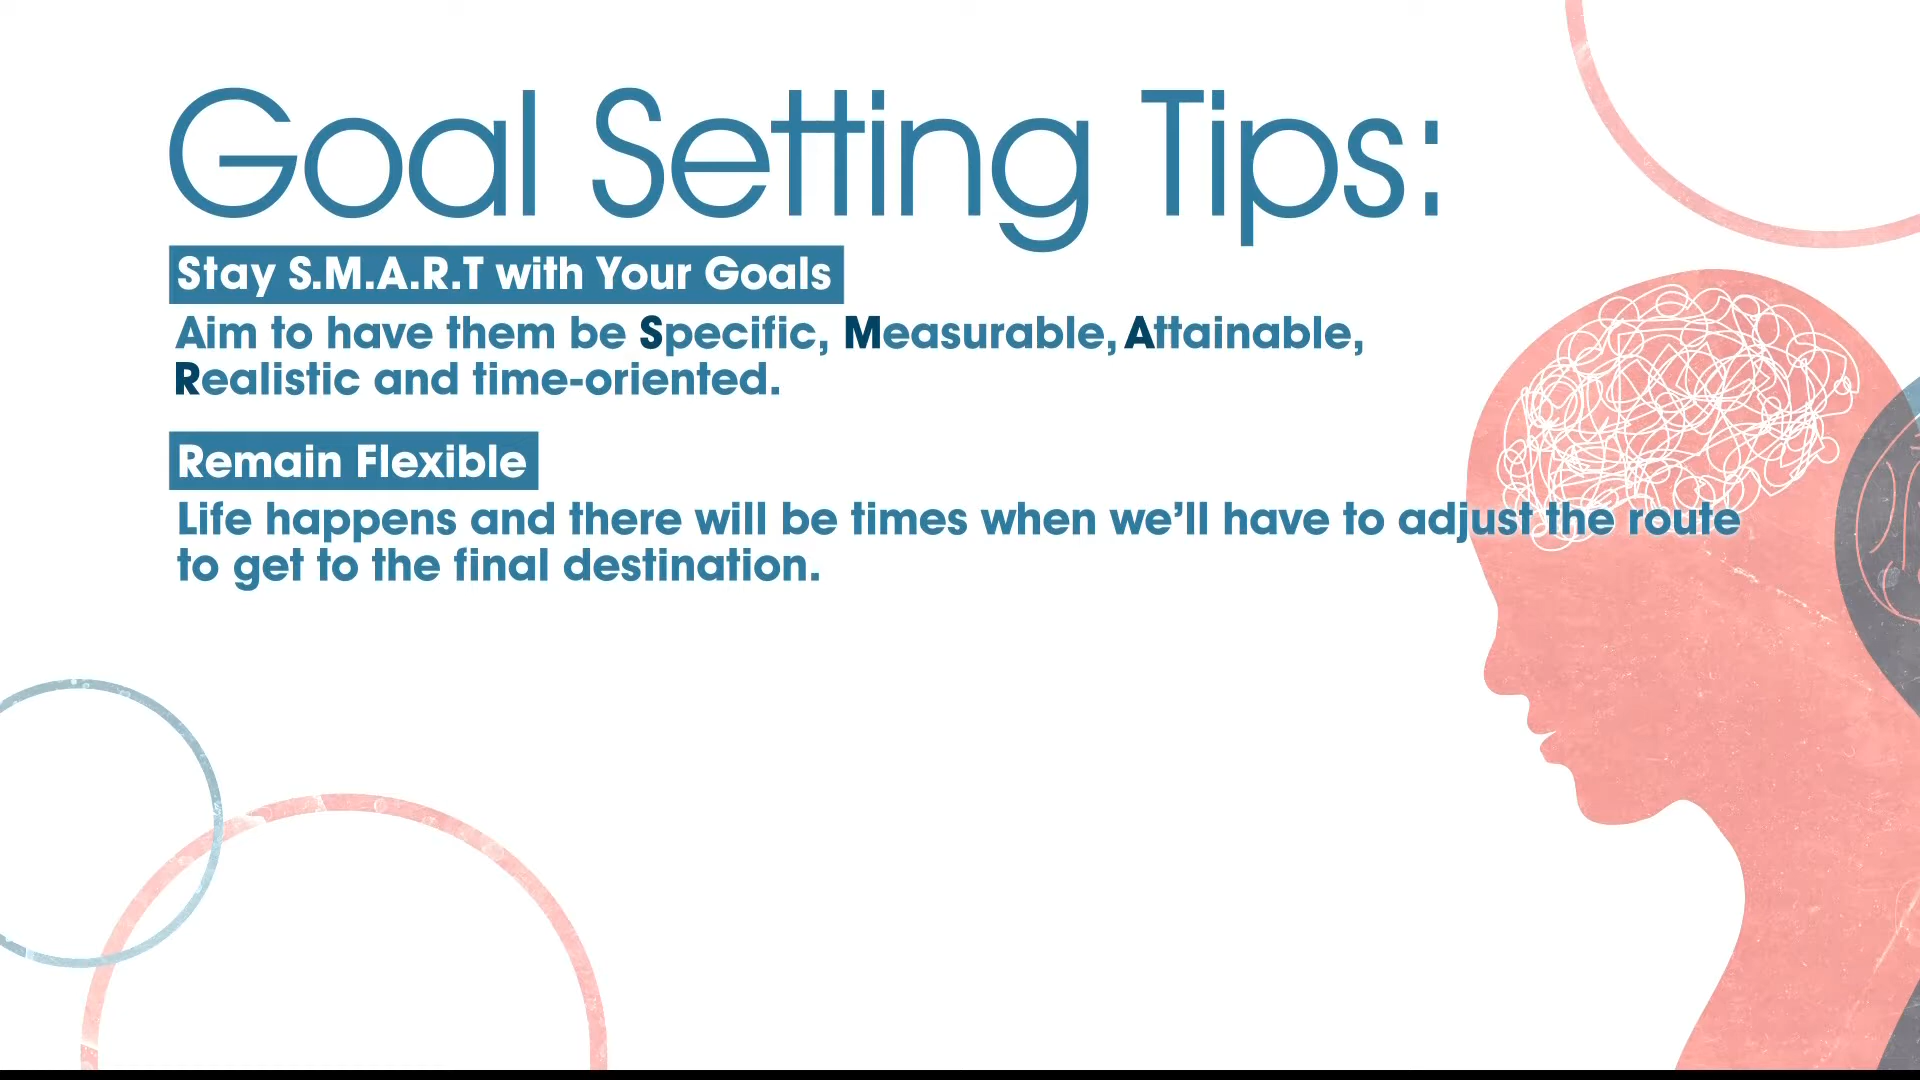 Goal Setting Tips:
Stay S.M.A.R.T with Your Goals
Aim to have them be Specific, Measurable, Attainable,
Realistic and time-oriented.
Remain Flexible
Life happens and there will be times when we’ll have to adjust the route
to get to the final destination.